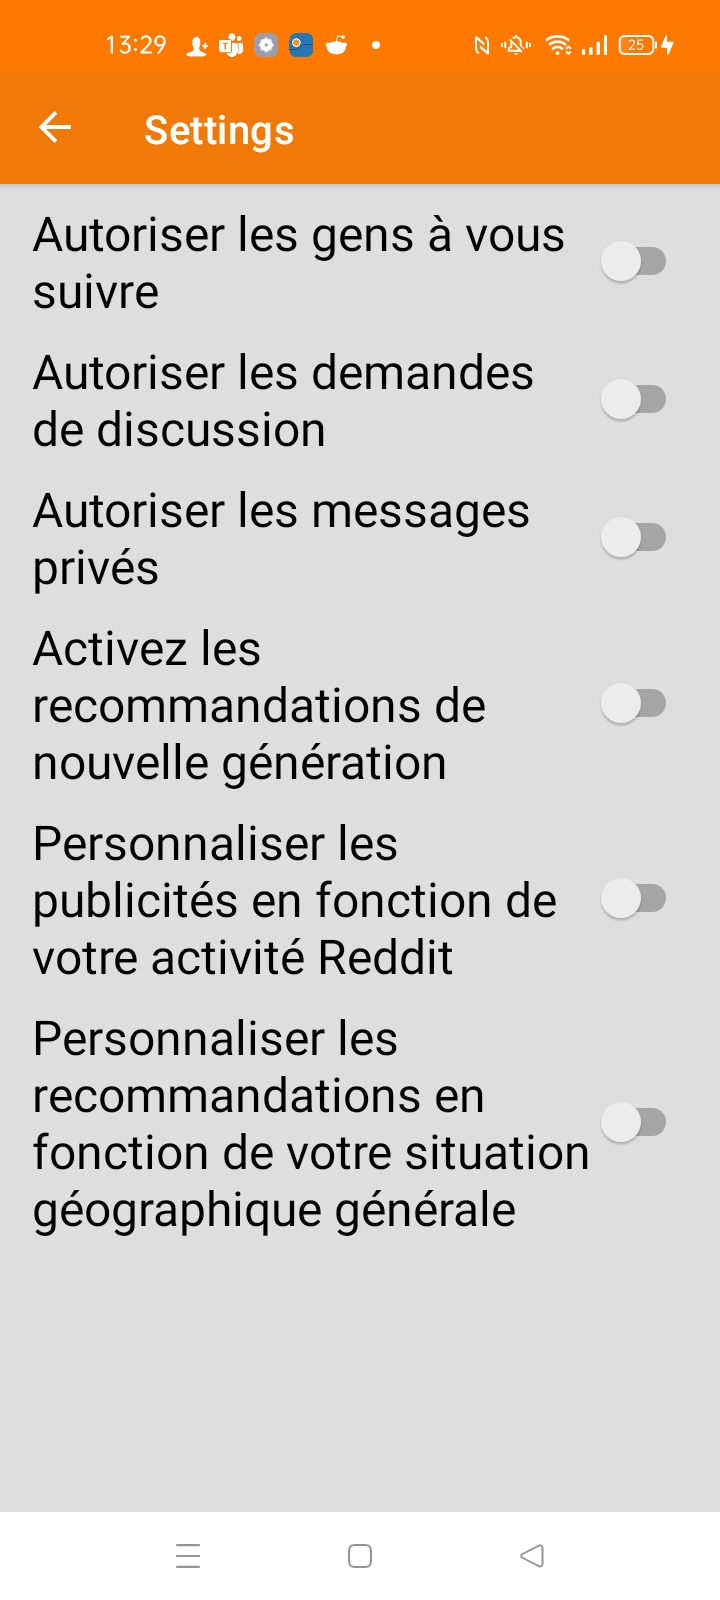 13:29
25
Settings
Autoriser les gens à vous
suivre
Autoriser les demandes
de discussion
Autoriser les messages
privés
Activez les
recommandations de
nouvelle génération
Personnaliser les
publicités en fonction de
votre activité Reddit
Personnaliser les
recommandations en
fonction de votre situation
géographique générale